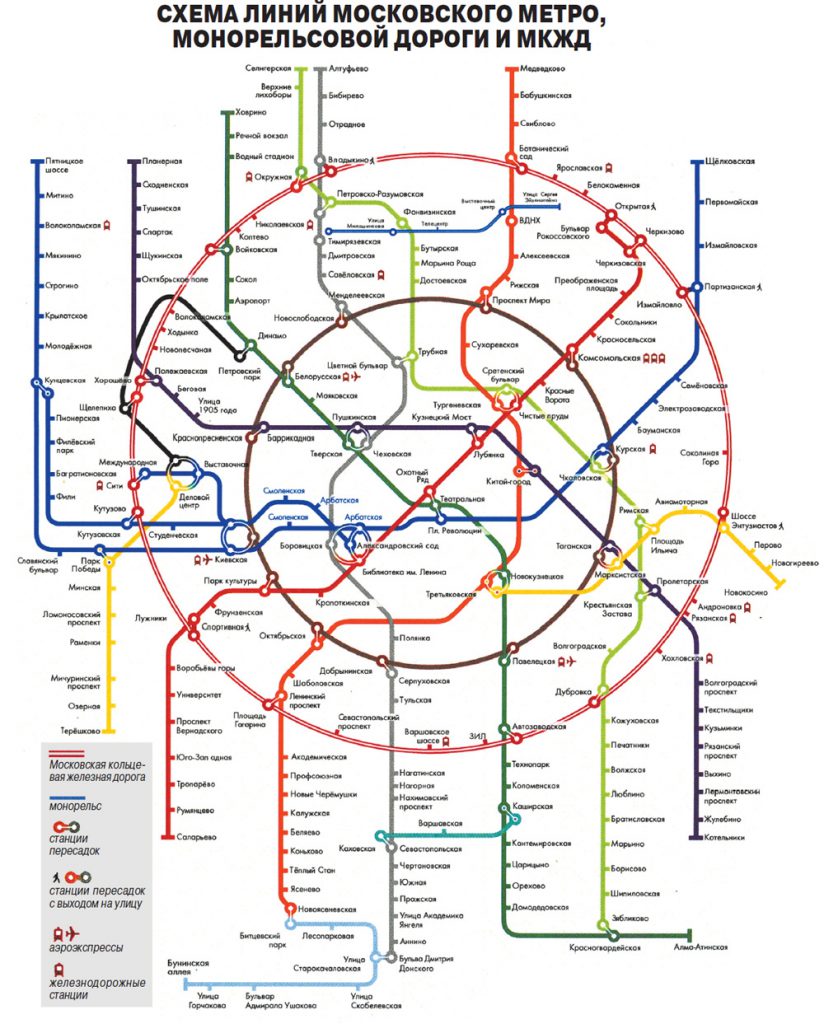 СХЕМА ЛИНИЙ МОСКОВСКОГО МЕТРО,
МОНОРЕЛЬСОВОЙ ДОРОГИ И МКЖД
Селигерская
Верхние
лихоборы
Окружная
Петровско-Разумовская
Фонвизинская
Бутырская
Марьина Роща
Достоевская
Трубная
Сретенский
бульвар
Алтуфьево
Бибирево
Отрадное
Владыкино
Тимирязевская
Дмитровская
Савёловская
Менделеевская
Цветной бульвар
Чеховская
Боровицкая
Полянка
Серпуховская
Тульская
Нагатинская
Нагорная
Нахимовский
проспект
Севастопольская
Чертановская
Южная
Пражская
Улица Академика
Янгеля
Аннино
Бульва Дмитрия
Донского
Медведково
Бабушкинская
Свиблово
Ботанический
сад
ВДНХ
Алексеевская
Рижская
Проспект Мира
Сухаревская
Тургеневская
Китай-город
Третьяковская
Октябрьская
Шаболовская
Ленинский
проспект
Академическая
Профсоюзная
Новые Черёмушки
Калужская
Беляево
Коньково
Тёплый Стан
Ясенево
Новоясеневская
Битцевский
парк
Лесопарковая
Улица
Старокачаловская
Бунинская
аллея
Улица
Горчакова
Бульвар
Адмирала Ушакова
Улица
Скобелевская
Ховрино
Речной вокзал
Водный стадион
Войковская
Сокол
Аэропорт
Динамо
Петровский
парк
Белорусская
Маяковская
Тверская
Театральная
Новокузнецкая
Павелецкая
Автозаводская
Технопарк
Коломенская
Каширская
Кантемировская
Царицыно
Орехово
Домодедовская
Красногвардейская
Алма-Атинская
Варшавская
Каховская
Пятницкое
шоссе
Митино
Волоколамская
Мякинино
Строгино
Крылатское
Молодёжная
Кунцевская
Пионерская
Филёвский
парк
Багратионовская
Фили
Кутузовская
Студенческая
Славянский
бульвар
Парк
Победы
Киевская
Смоленская
Арбатская
Смоленская
Арбатская
Александровский сад
Пл. Революции
Международная
Выставочная
Сити
Деловой
центр
Кутузово
Минская
Ломоносовский
проспект
Раменки
Мичуринский
проспект
Озерная
Терёшково
Планерная
Сходненская
Тушинская
Спартак
Щукинская
Октябрьское поле
Полежаевская
Беговая
Улица
1905 года
Баррикадная
Краснопресненская
Пушкинская
Кузнецкий Мост
Лубянка
Охотный
Ряд
Библиотека им. Ленина
Кропоткинская
Парк культуры
Фрунзенская
Спортивная
Лужники
Воробьёвы горы
Университет
Проспект
Вернадского
Юго-Западная
Тропарёво
Румянцево
Саларьево
Улица
Милашенкова
Телецентр
Выставочный
центр
Улица Сергея
Эйзенштейна
Ярославская
Белокаменная
Открытая
Бульвар
Рокоссовского
Черкизово
Черкизовская
Преображенская
площадь
Сокольники
Красносельская
Комсомольская
Красные
Ворота
Чистые пруды
Щёлковская
Первомайская
Измайловская
Партизанская
Измайлово
Семёновская
Электрозаводская
Бауманская
Курская
Чкаловская
Соколиная
Гора
Римская
Авиамоторная
Шоссе
Энтузиастов
Площадь
Ильича
Перово
Новогиреево
Новокосино
Таганская
Марксистская
Пролетарская
Крестьянская
Застава
Андроновка
Рязанская
Хохловская
Волгоградская
Дубровка
Кожуховская
Печатники
Волжская
Люблино
Братиславская
Марьино
Борисово
Шипиловская
Зябликово
Волгоградский
проспект
Текстильщики
Кузьминки
Рязанский
проспект
Выхино
Лермонтовский
проспект
Жулебино
Котельники
Николаевская
Коптево
Волоколамская
Ходынка
Новопесчаная
Хорошёво
Щелепиха
Новослободская
Добрынинская
Площадь
Гагарина
Севастопольский
проспект
Варшавское
шоссе
ЗИЛ
Московская кольце-
вая железная дорога
монорельс
станции
пересадок
станции пересадок
с выходом на улицу
аэроэкспрессы
железнодорожные
станции